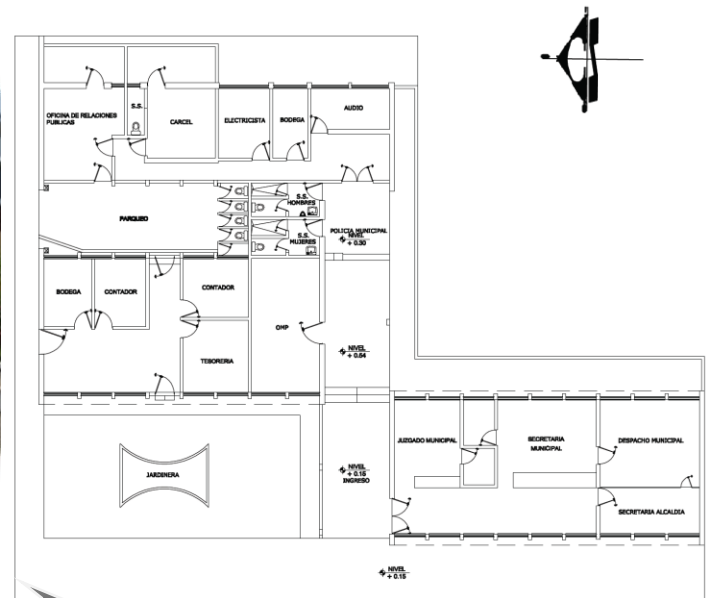 AUDIO
S.S.
OFICINA DE RELACIONES
PUBLICAS
CARCEL
ELECTRICISTA
BODEGA
S.S.
HOMBRES
PARQUEO
POLICIA MUNICIPAL
NIVEL
+ 0.30
S.S.
MUJERES
BODEGA
CONTADOR
CONTADOR
OMP
TESORERIA
NIVEL
+ 0.54
JUZGADO MUNICIPAL
SECRETARIA
MUNICIPAL
DESPACHO MUNICIPAL
JARDINERA
NIVEL
+ 0.15
INGRESO
SECRETARIA ALCALDIA
NIVEL
+ 0.15